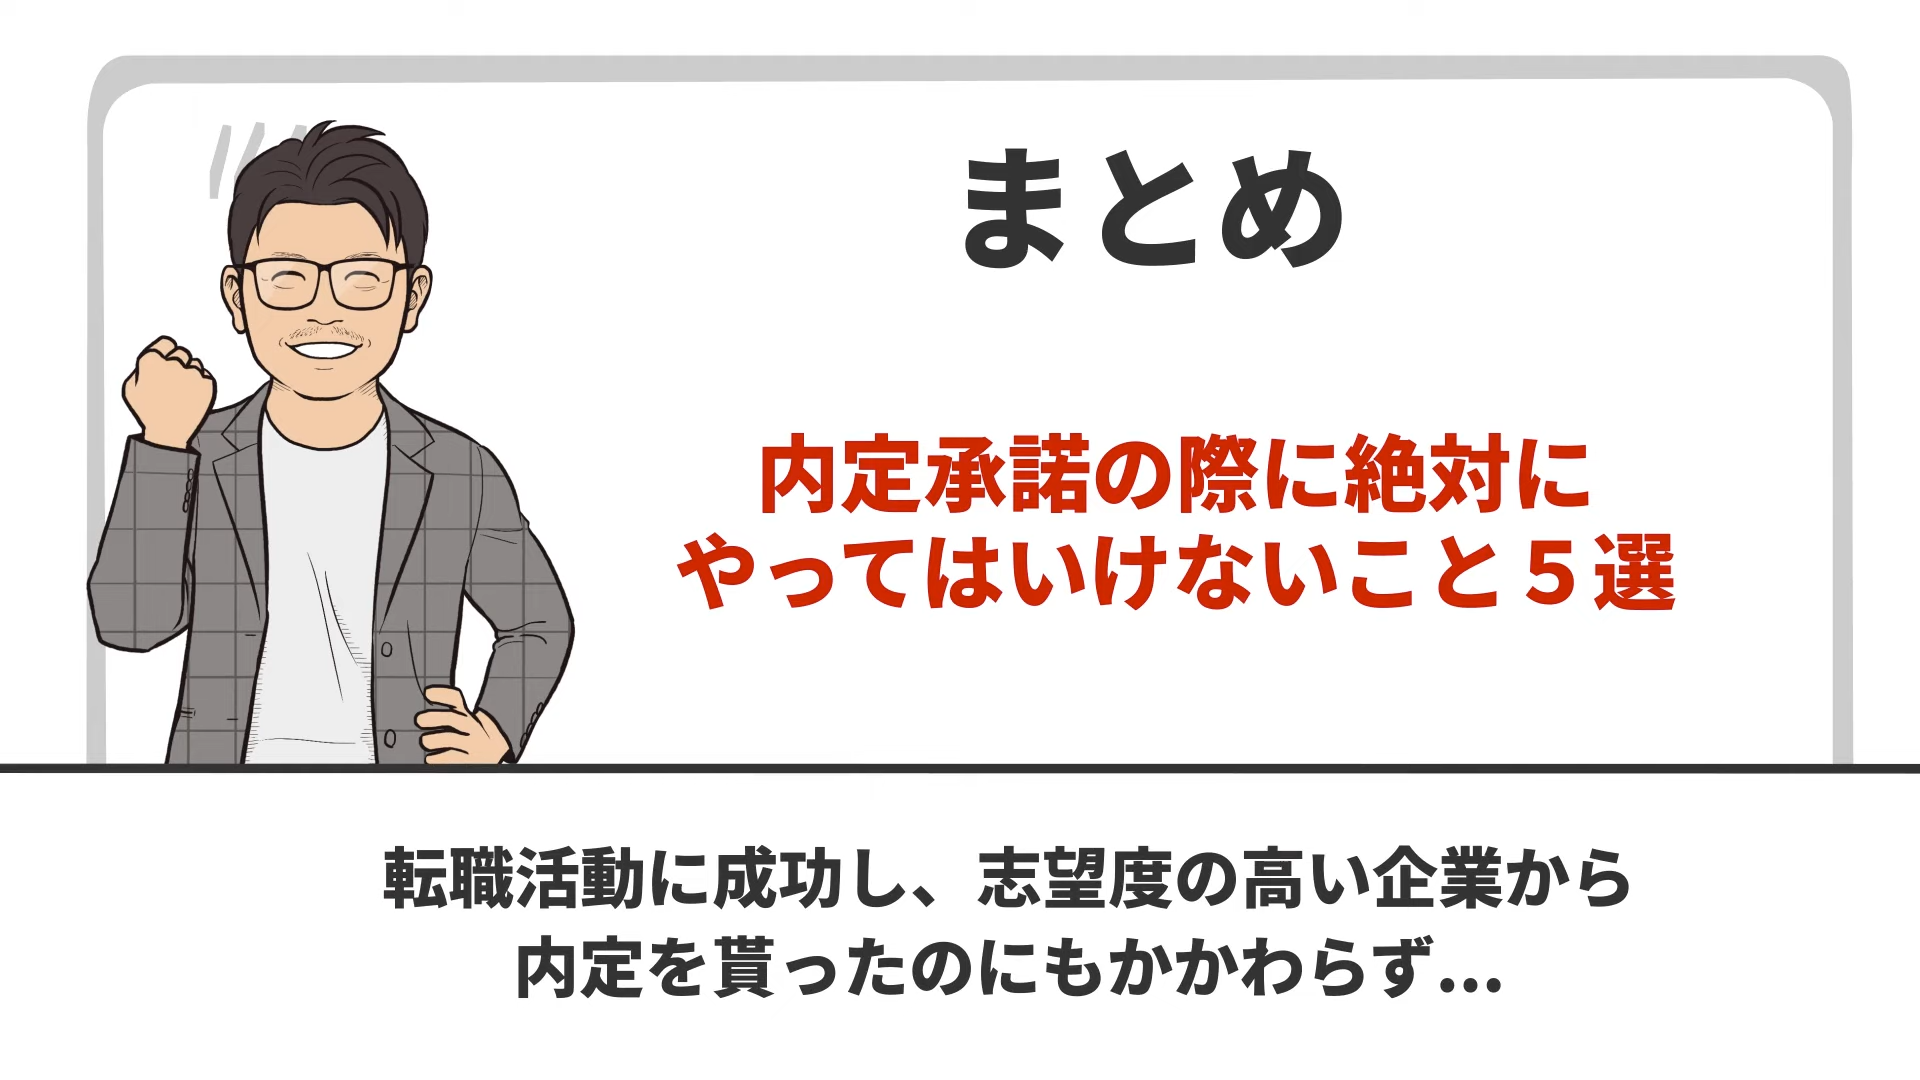 まとめ
内定承諾の際に絶対に
やってはいけないこと５選
転職活動に成功し、志望度の高い企業から
内定を貰ったのにもかかわらず...